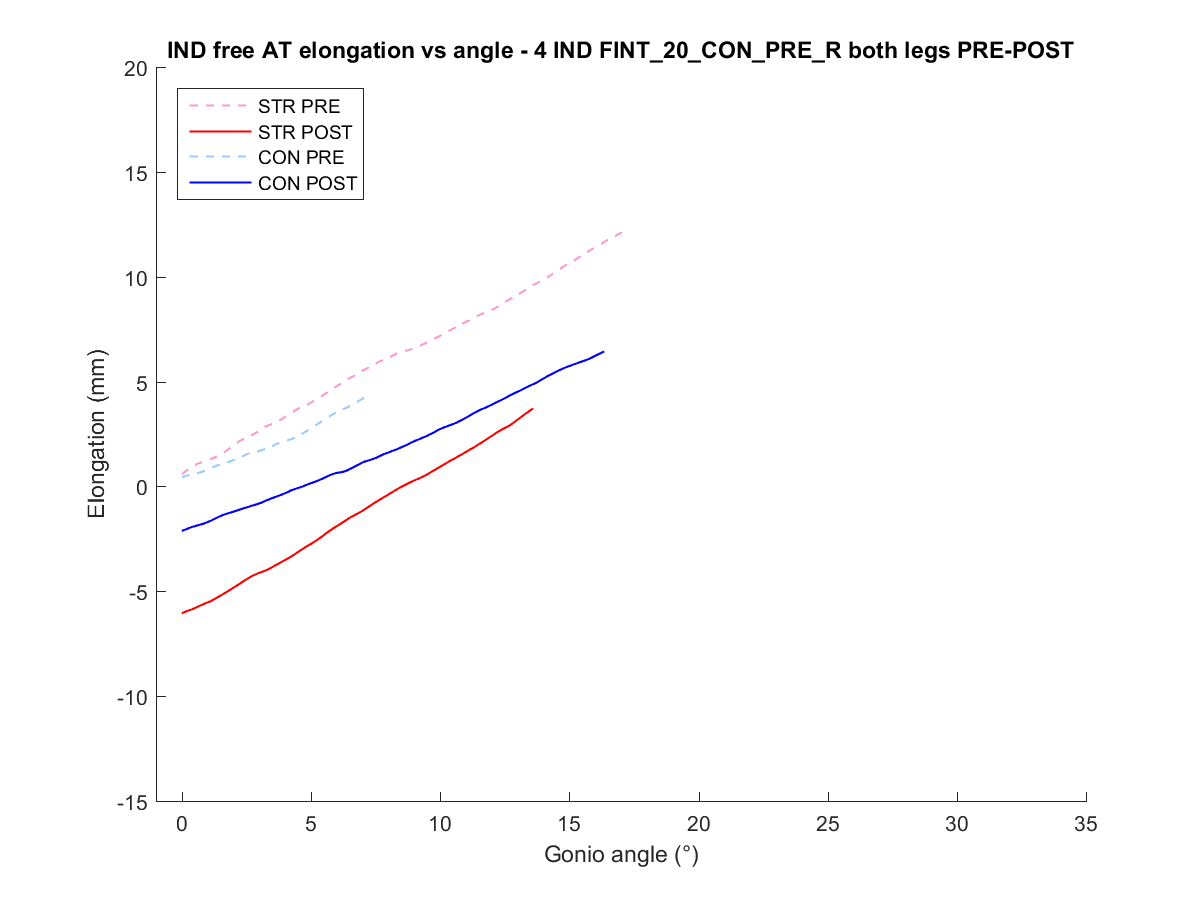 IND free AT elongation vs angle - 4 IND FINT_20_CON_PRE_R both legs PRE-POST
20
15
10
5
0
-5
-10
-15
Elongation (mm)
STR PRE
STR POST
CON PRE
CON POST
0 5 10 15 20 25 30 35
Gonio angle (°)